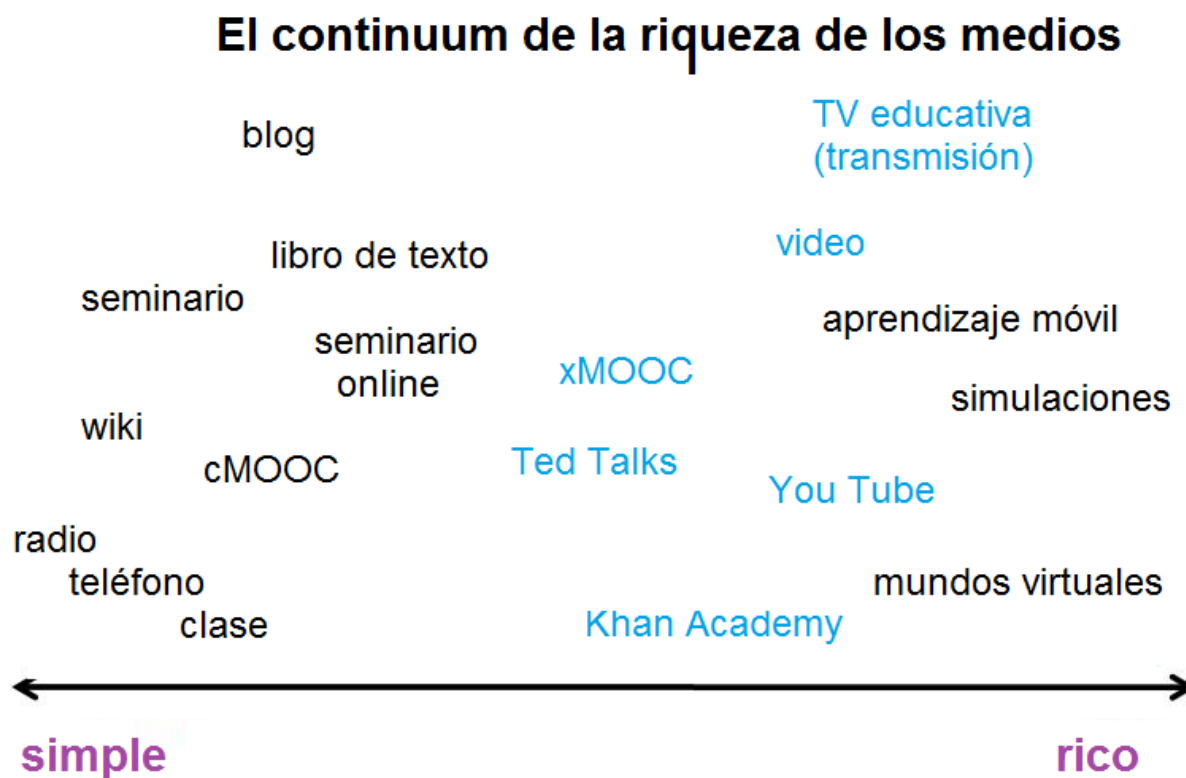 El continuum de la riqueza de los medios
blog
TV educativa
(transmisión)
video
libro de texto
seminario
aprendizaje móvil
seminario
online
xMOOC
simulaciones
wiki
cMOOC
Ted Talks
You Tube
radio
teléfono
mundos virtuales
clase
Khan Academy
simple
rico